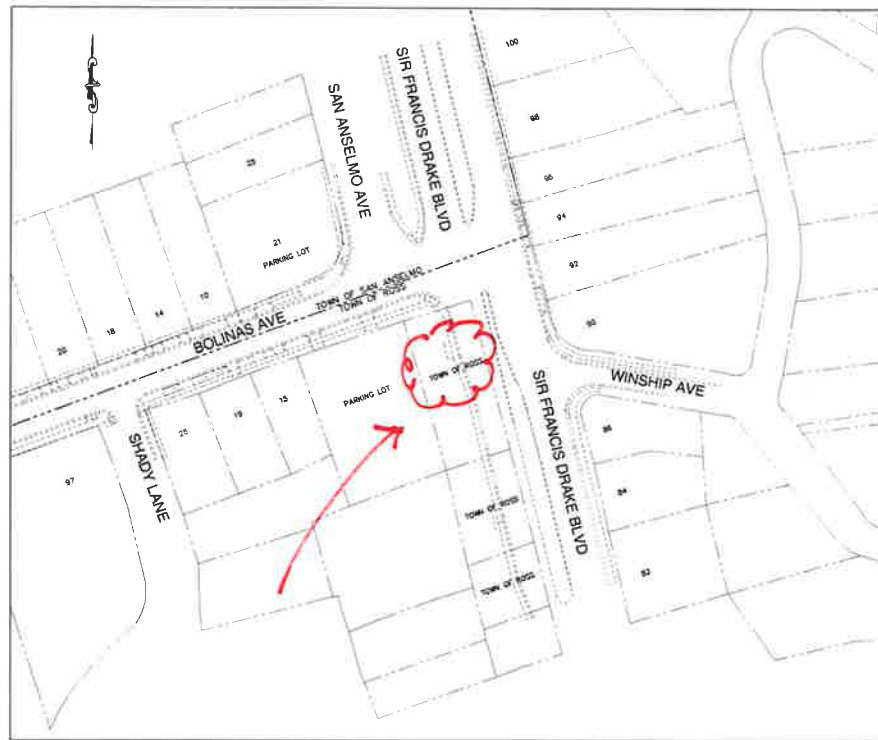 100
SIR FRANCIS DRAKE BLVD
SAN ANSELMO AVE
98
23
96
94
21
PARKING LOT
92
TOWN OF SAN ANSELMO
TOWN OF ROSS
10
14
18
20
BOLINAS AVE
90
WINSHIP AVE
TOWN OF ROSS
PARKING LOT
SIR FRANCIS DRAKE BLVD
15
19
25
SHADY LANE
86
97
84
TOWN OF ROSS
82
TOWN OF ROSS